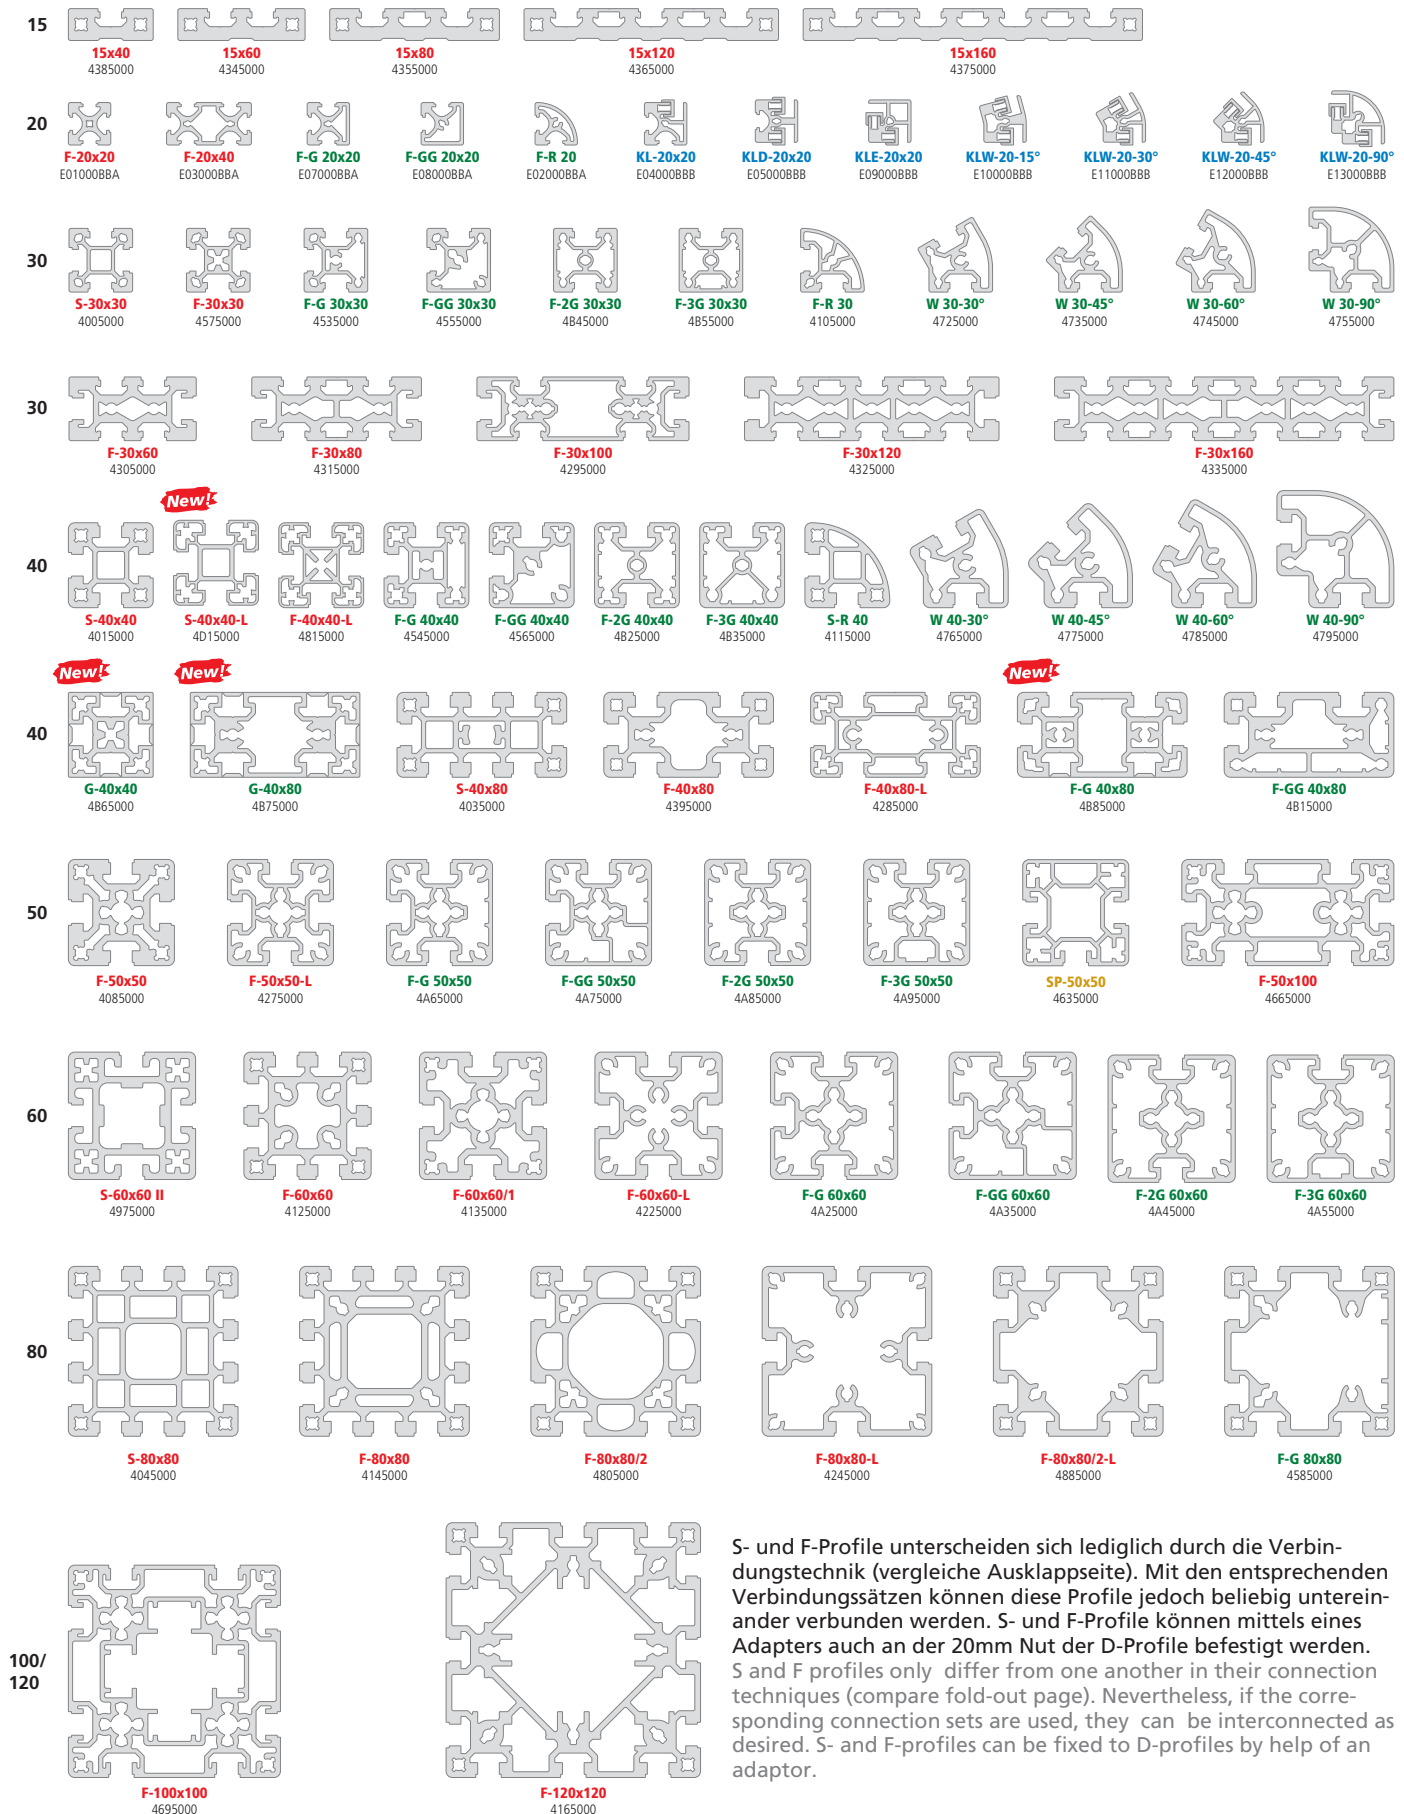 15
15x40 15x60 15x80 15x120 15x160
4385000 4345000 4355000 4365000 4375000
20
F-20x20 F-20x40 F-G 20x20 F-GG 20x20 F-R 20 KL-20x20 KLD-20x20 KLE-20x20 KLW-20-15° KLW-20-30° KLW-20-45° KLW-20-90°
E01000BBA E03000BBA E07000BBA E08000BBA E02000BBA E04000BBB E05000BBB E09000BBB E10000BBB E11000BBB E12000BBB E13000BBB
30
S-30x30 F-30x30 F-G 30x30 F-GG 30x30 F-2G 30x30 F-3G 30x30 F-R 30 W 30-30° W 30-45° W 30-60° W 30-90°
4005000 4575000 4535000 4555000 4B45000 4B55000 4105000 4725000 4735000 4745000 4755000
30
F-30x60 F-30x80 F-30x100 F-30x120 F-30x160
4305000 4315000 4295000 4325000 4335000
New!
40
S-40x40 S-40x40-L F-40x40-L F-G 40x40 F-GG 40x40 F-2G 40x40 F-3G 40x40 S-R 40 W 40-30° W 40-45° W 40-60° W 40-90°
4015000 4D15000 4815000 4545000 4565000 4B25000 4B35000 4115000 4765000 4775000 4785000 4795000
New! New! New!
40
G-40x40 G-40x80 S-40x80 F-40x80 F-40x80-L F-G 40x80 F-GG 40x80
4B65000 4B75000 4035000 4395000 4285000 4B85000 4B15000
50
F-50x50 F-50x50-L F-G 50x50 F-GG 50x50 F-2G 50x50 F-3G 50x50 SP-50x50 F-50x100
4085000 4275000 4A65000 4A75000 4A85000 4A95000 4635000 4665000
60
S-60x60 II F-60x60 F-60x60/1 F-60x60-L F-G 60x60 F-GG 60x60 F-2G 60x60 F-3G 60x60
4975000 4125000 4135000 4225000 4A25000 4A35000 4A45000 4A55000
80
S-80x80 F-80x80 F-80x80/2 F-80x80-L F-80x80/2-L F-G 80x80
4045000 4145000 4805000 4245000 4885000 4585000
100/
120
F-100x100 F-120x120
4695000 4165000
S- und F-Profile unterscheiden sich lediglich durch die Verbin-
dungstechnik (vergleiche Ausklappseite). Mit den entsprechenden
Verbindungssätzen können diese Profile jedoch beliebig unterein-
ander verbunden werden. S- und F-Profile können mittels eines
Adapters auch an der 20mm Nut der D-Profile befestigt werden.
S and F profiles only differ from one another in their connection
techniques (compare fold-out page). Nevertheless, if the corre-
sponding connection sets are used, they can be interconnected as
desired. S- and F-profiles can be fixed to D-profiles by help of an
adaptor.